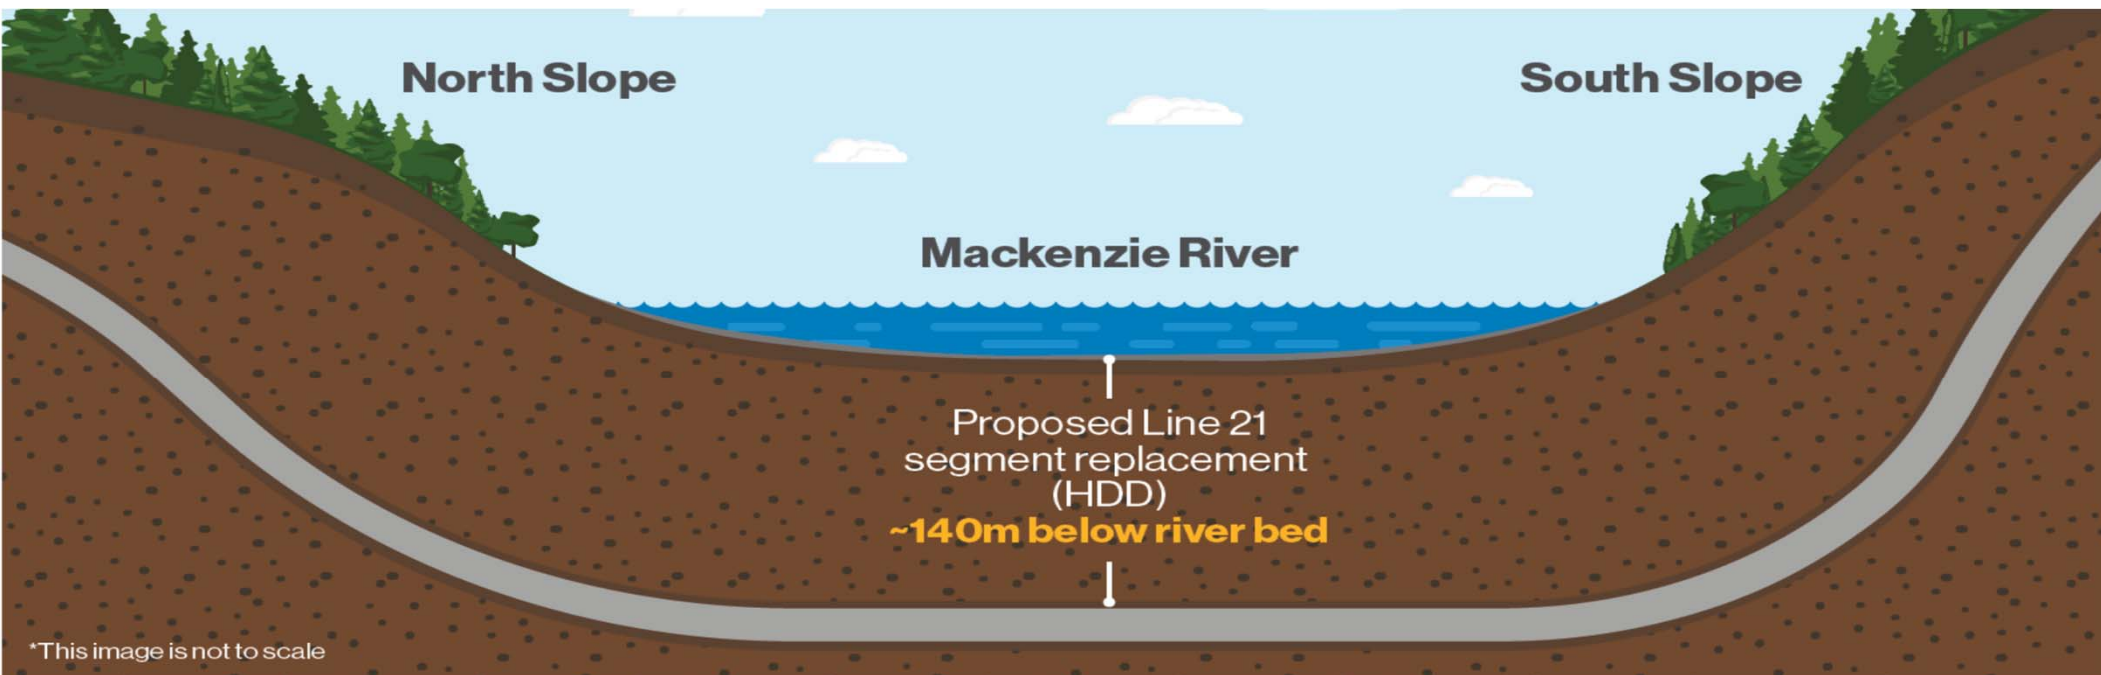 North Slope
South Slope
Mackenzie River
Proposed Line 21
segment replacement
(HDD)
~140m below river bed
*This image is not to scale